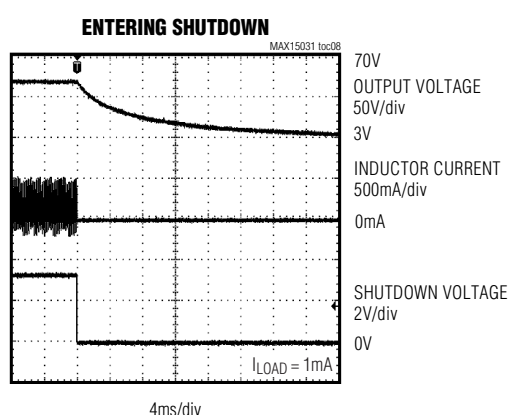 ENTERING SHUTDOWN
MAX15031 toc08
70V
OUTPUT VOLTAGE
50V/div
3V
INDUCTOR CURRENT
500mA/div
0mA
SHUTDOWN VOLTAGE
2V/div
0V
ILOAD = 1mA
4ms/div